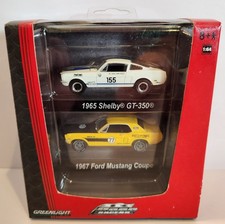 8+
1:64
155
1965 Shelby® GT-350®
1967 Ford Mustang Coupe
GREENLIGHT